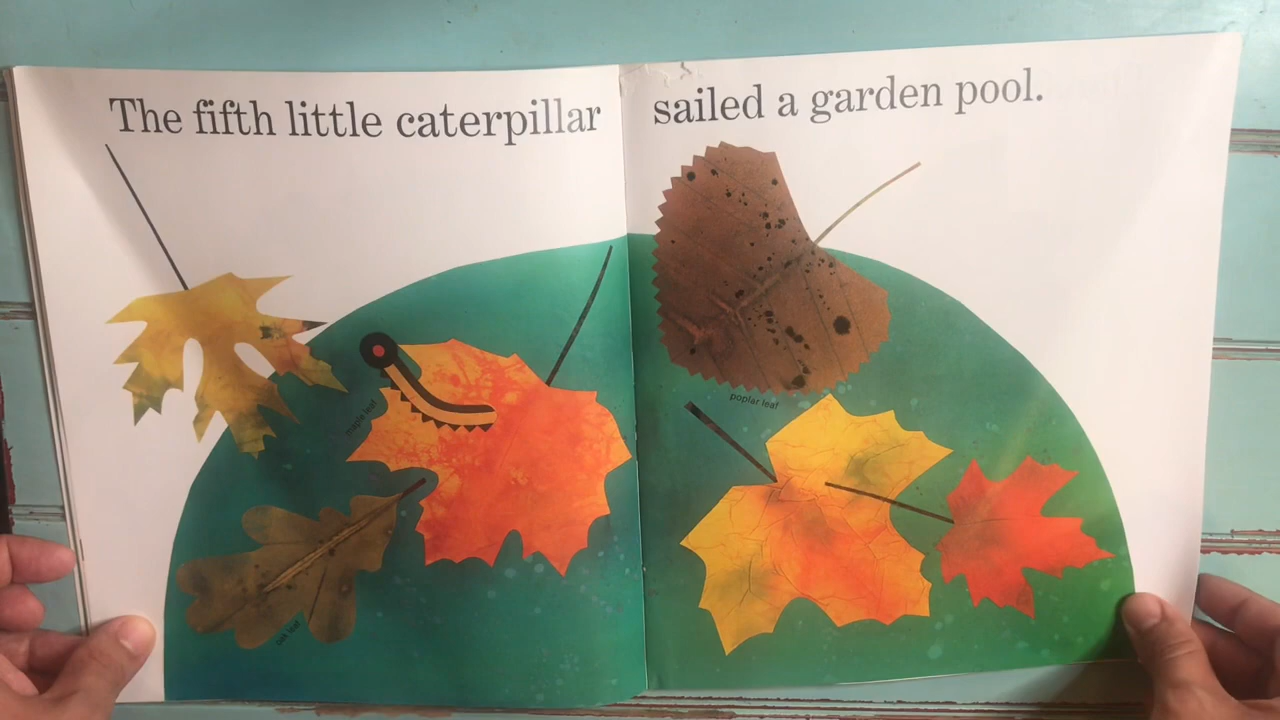 The fifth little caterpillar sailed a garden pool.
poplar leaf
maple leaf
oak leaf